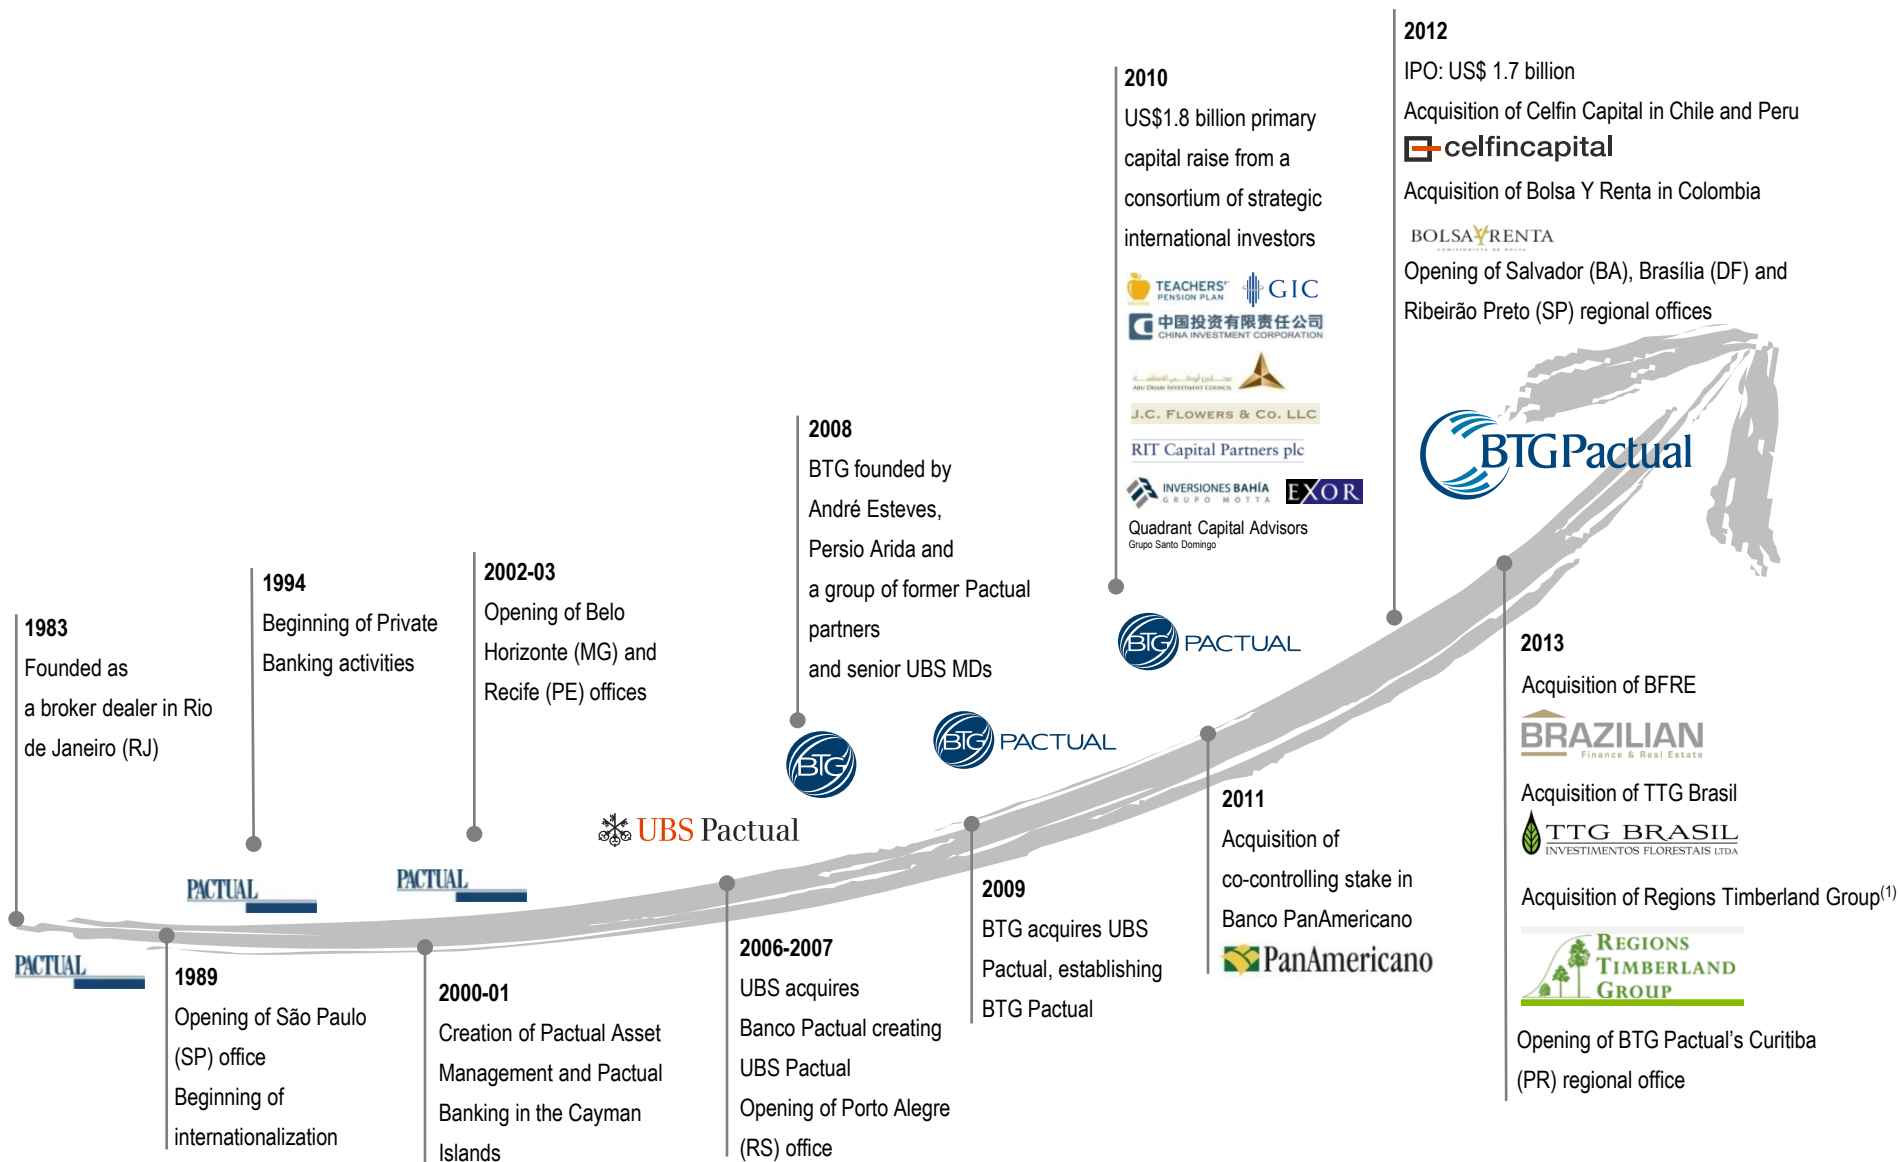 1983
Founded as
a broker dealer in Rio
de Janeiro (RJ)
PACTUAL
1989
Opening of São Paulo
(SP) office
Beginning of
internationalization
1994
Beginning of Private
Banking activities
PACTUAL
2000-01
Creation of Pactual Asset
Management and Pactual
Banking in the Cayman
Islands
2002-03
Opening of Belo
Horizonte (MG) and
Recife (PE) offices
PACTUAL
2006-2007
UBS acquires
Banco Pactual creating
UBS Pactual
Opening of Porto Alegre
(RS) office
UBS Pactual
2008
BTG founded by
André Esteves,
Persio Arida and
a group of former Pactual
partners
and senior UBS MDs
BTG
2009
BTG acquires UBS
Pactual, establishing
BTG Pactual
BTG PACTUAL
2010
US$1.8 billion primary
capital raise from a
consortium of strategic
international investors
TEACHERS'
PENSION PLAN
GIC
中国投资有限责任公司
CHINA INVESTMENT CORPORATION
ABU DHABI INVESTMENT COUNCIL
J.C. FLOWERS & CO. LLC
RIT Capital Partners plc
INVERSIONES BAHÍA
GRUPO MOTTA
EXOR
Quadrant Capital Advisors
Grupo Santo Domingo
BTG PACTUAL
2011
Acquisition of
co-controlling stake in
Banco PanAmericano
PanAmericano
2012
IPO: US$ 1.7 billion
Acquisition of Celfin Capital in Chile and Peru
celfincapital
Acquisition of Bolsa Y Renta in Colombia
BOLSA Y RENTA
COMISIONISTA DE BOLSA
Opening of Salvador (BA), Brasília (DF) and
Ribeirão Preto (SP) regional offices
BTGPactual
2013
Acquisition of BFRE
BRAZILIAN
Finance & Real Estate
Acquisition of TTG Brasil
TTG BRASIL
INVESTIMENTOS FLORESTAIS LTDA
Acquisition of Regions Timberland Group(1)
REGIONS
TIMBERLAND
GROUP
Opening of BTG Pactual's Curitiba
(PR) regional office